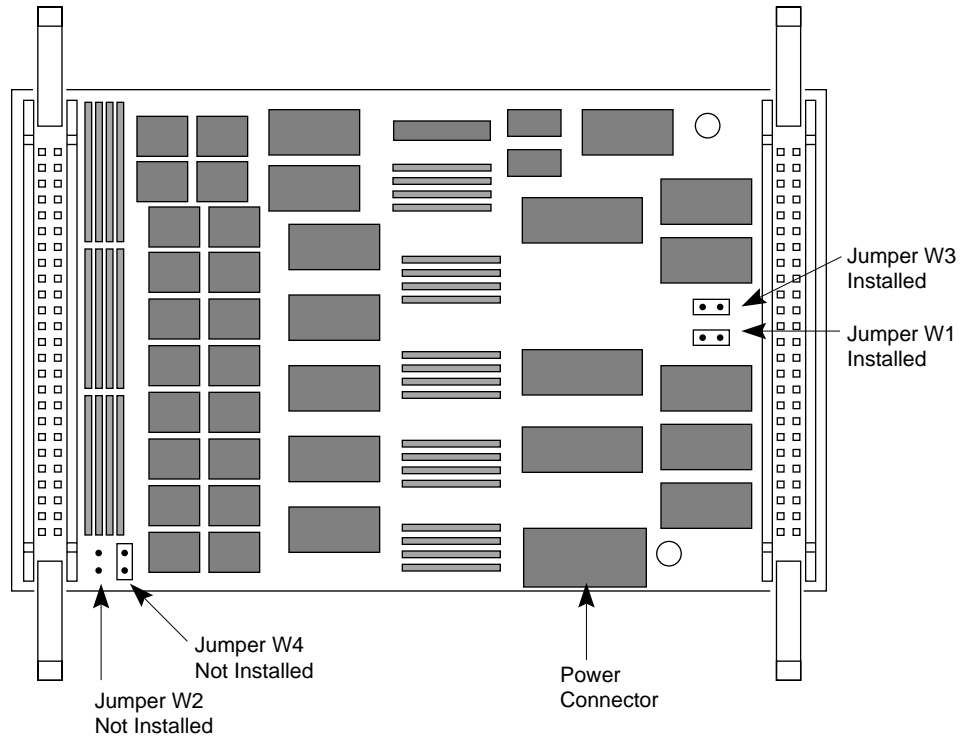 Jumper W3
Installed
Jumper W1
Installed
Jumper W4
Not Installed
Power
Connector
Jumper W2
Not Installed